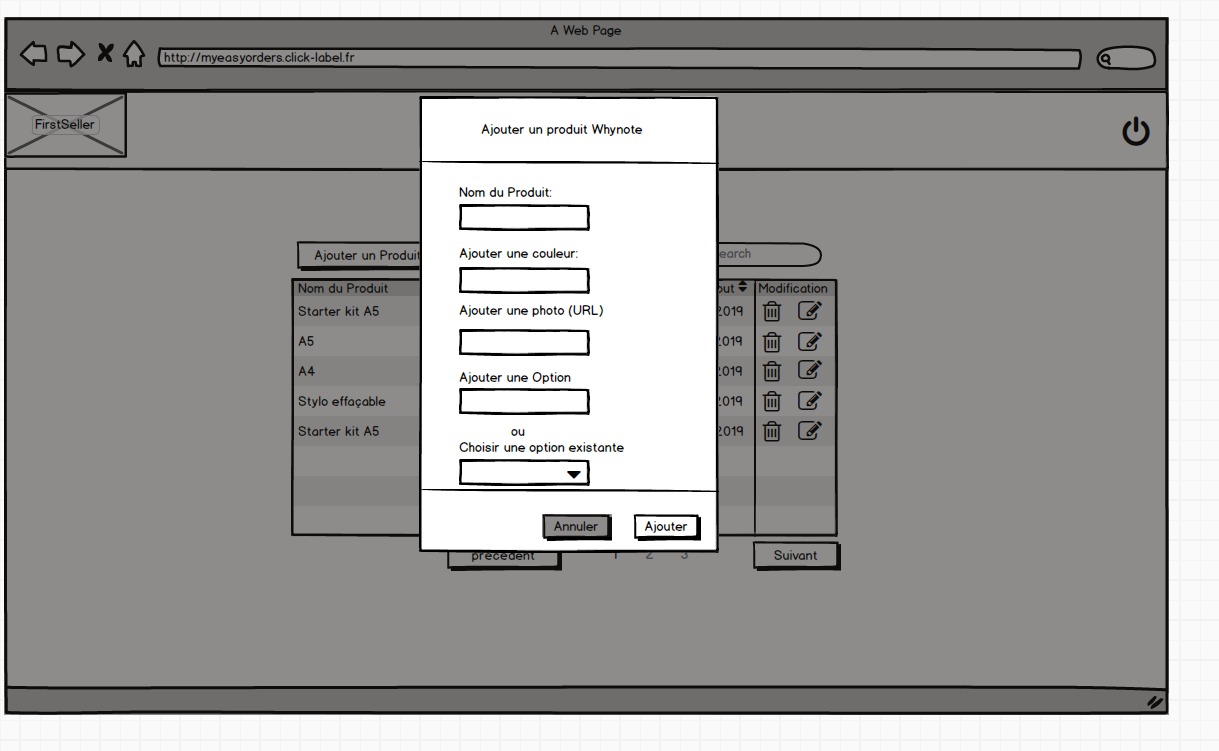 A Web Page
http://myeasyorders.click-label.fr
FirstSeller
Ajouter un produit Whynote
Nom du Produit:
Ajouter une couleur:
Ajouter une photo (URL)
Ajouter une Option
ou
Choisir une option existante
Annuler Ajouter
Ajouter un Produit
earch
Nom du Produit out Modification
Starter kit A5 2019
A5 2019
A4 2019
Stylo effaçable 2019
Starter kit A5 2019
precedent 1 2 3 Suivant